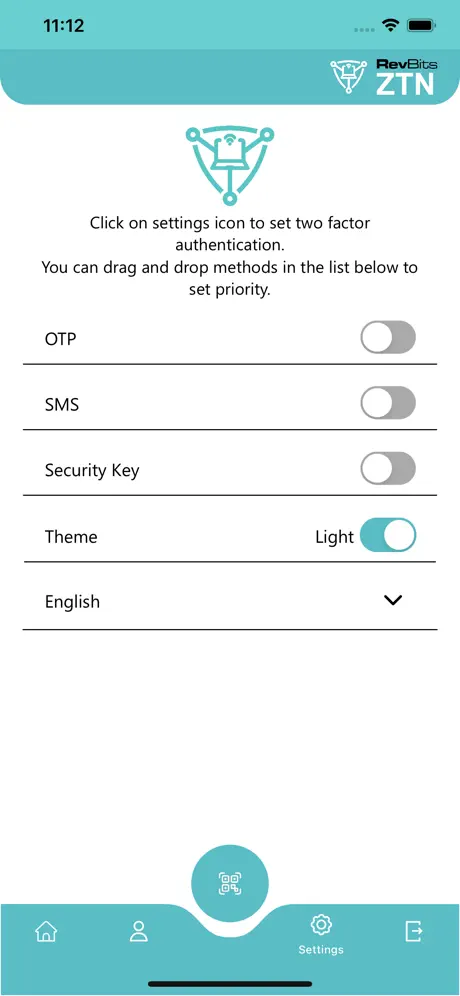 11:12
RevBits
ZTN
Click on settings icon to set two factor
authentication.
You can drag and drop methods in the list below to
set priority.
OTP
SMS
Security Key
Theme Light
English
Settings